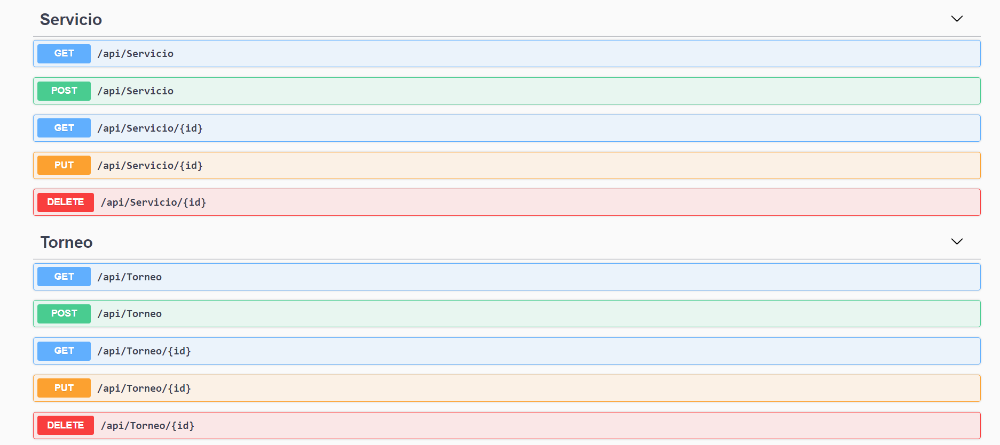 Servicio
GET /api/Servicio
POST /api/Servicio
GET /api/Servicio/{id}
PUT /api/Servicio/{id}
DELETE /api/Servicio/{id}
Torneo
GET /api/Torneo
POST /api/Torneo
GET /api/Torneo/{id}
PUT /api/Torneo/{id}
DELETE /api/Torneo/{id}